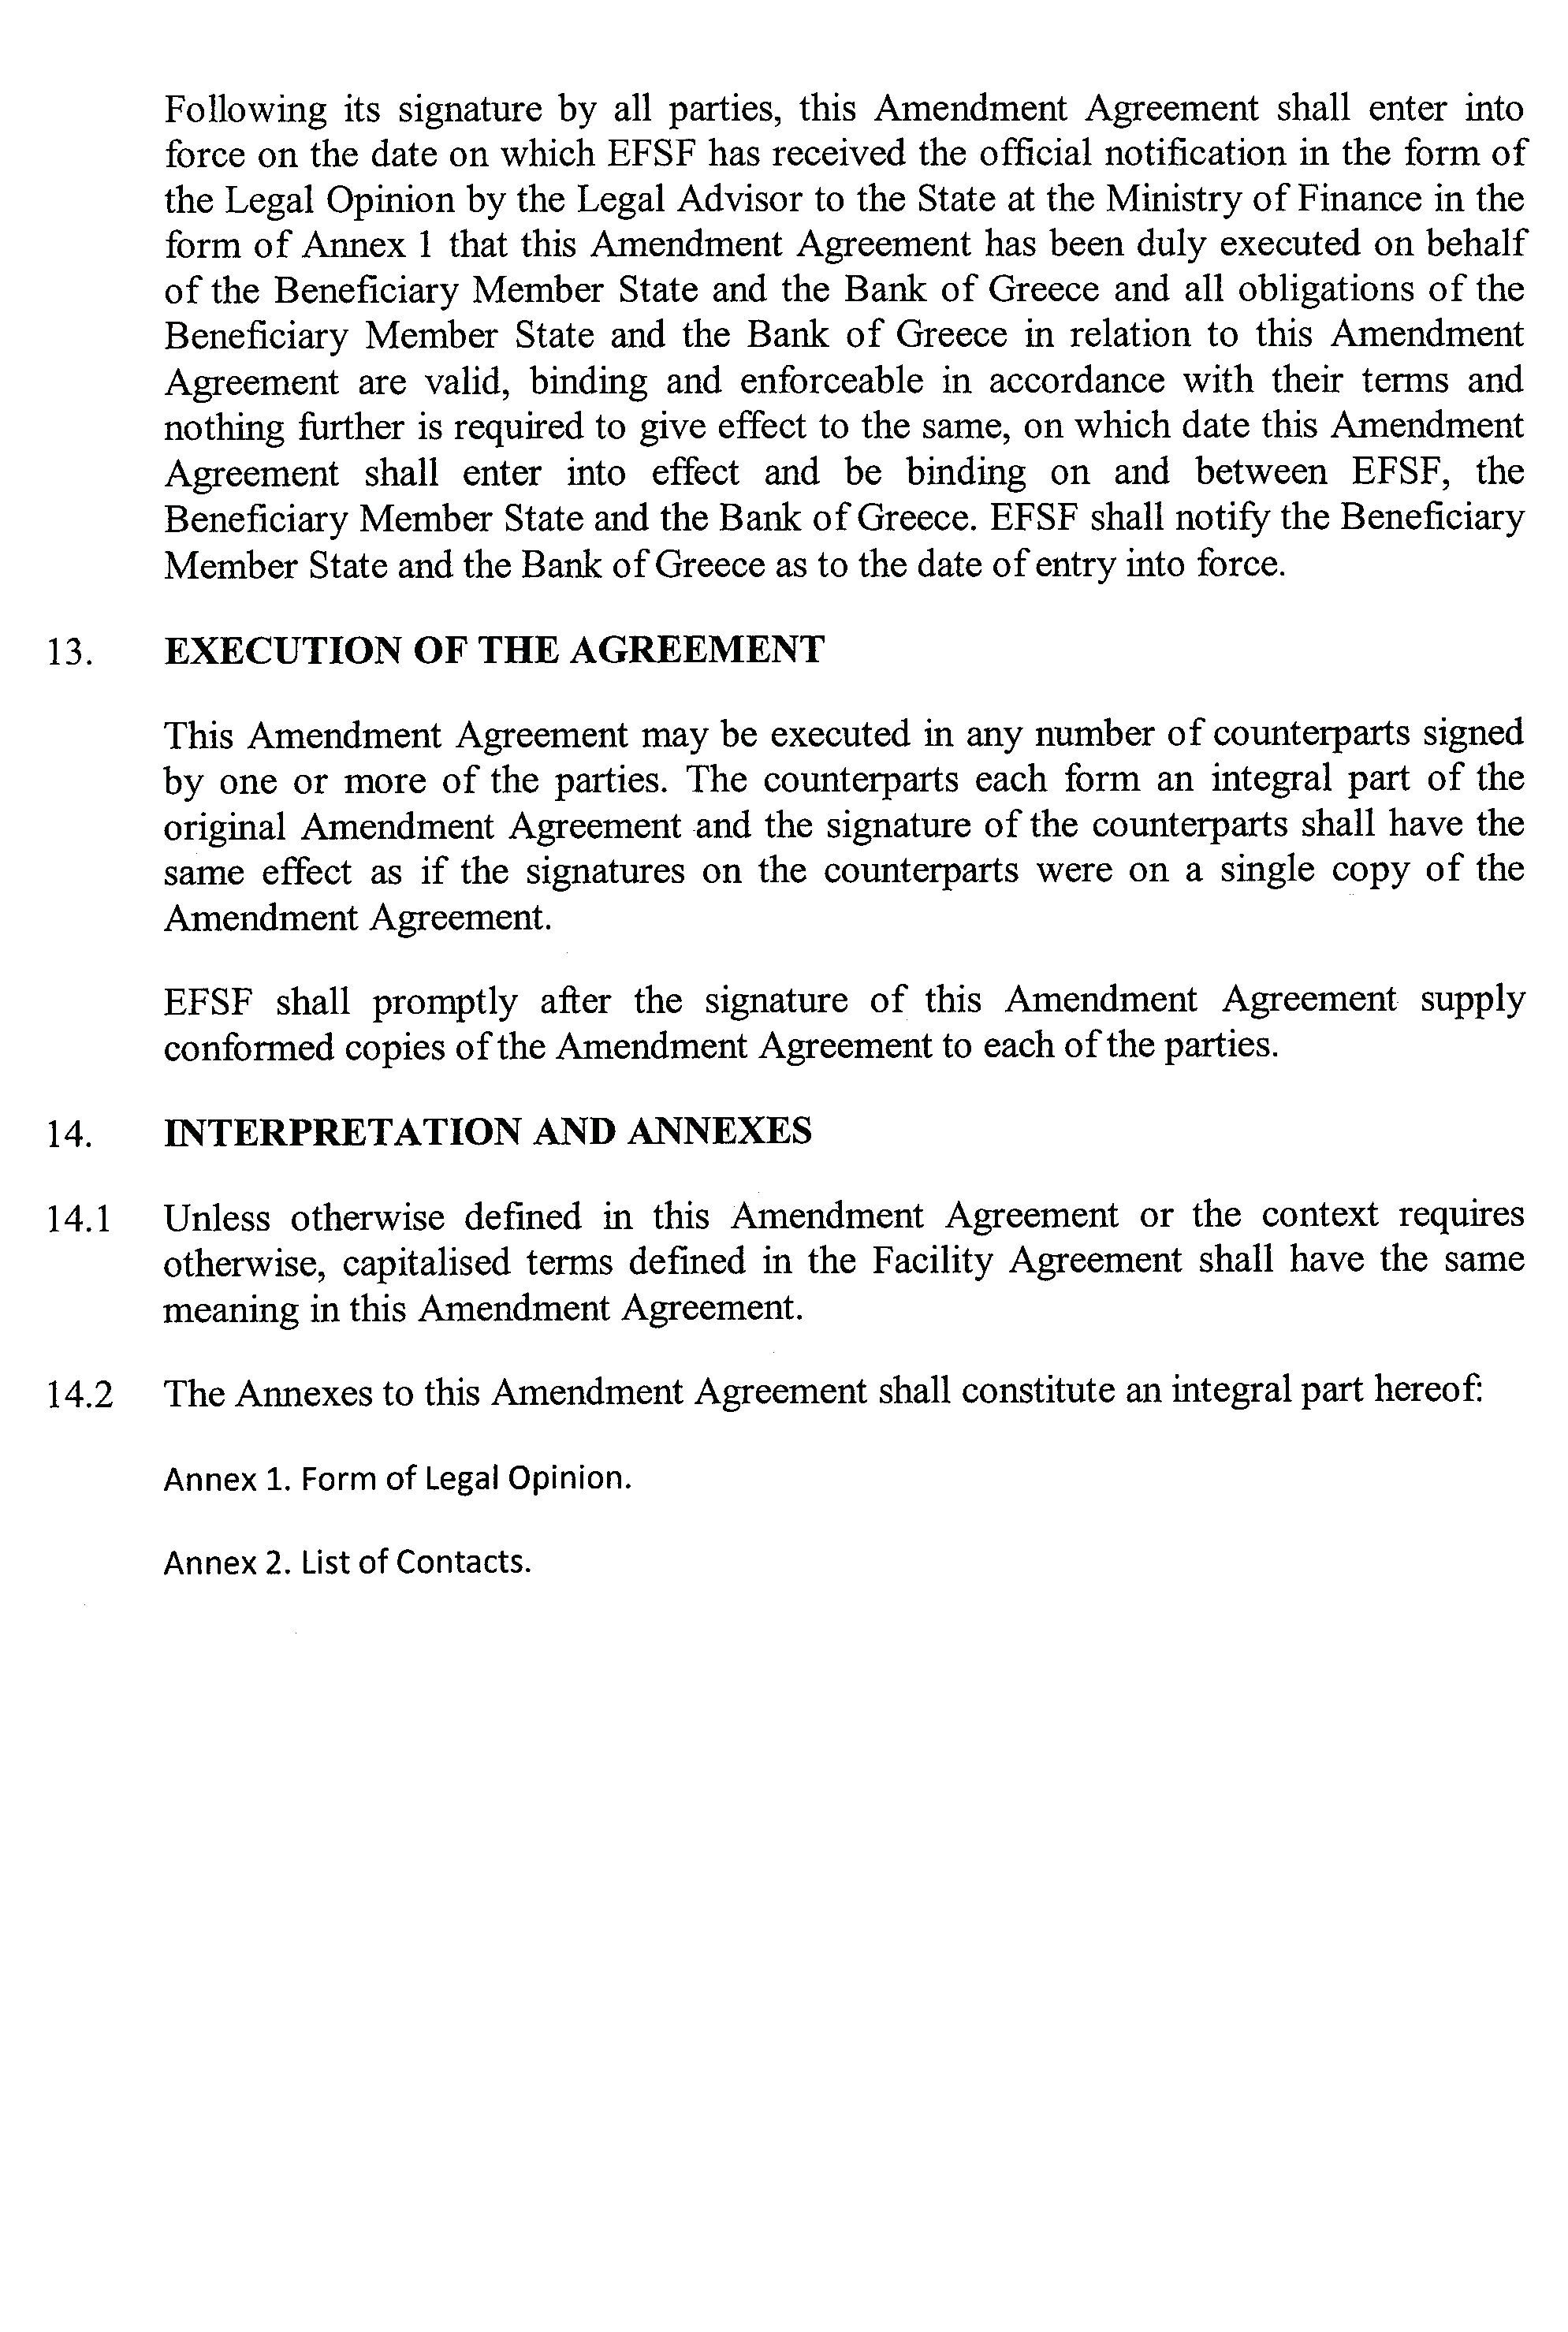 Following its signature by all parties, this Amendment Agreement shall enter into
force on the date on which EFSF has received the official notification in the form of
the Legal Opinion by the Legal Advisor to the State at the Ministry of Finance in the
form of Annex 1 that this Amendment Agreement has been duly executed on behalf
of the Beneficiary Member State and the Bank of Greece and all obligations of the
Beneficiary Member State and the Bank of Greece in relation to this Amendment
Agreement are valid, binding and enforceable in accordance with their terms and
nothing further is required to give effect to the same, on which date this Amendment
Agreement shall enter into effect and be binding on and between EFSF, the
Beneficiary Member State and the Bank of Greece. EFSF shall notify the Beneficiary
Member State and the Bank of Greece as to the date of entry into force.
13. EXECUTION OF THE AGREEMENT
This Amendment Agreement may be executed in any number of counterparts signed
by one or more of the parties. The counterparts each form an integral part of the
original Amendment Agreement and the signature of the counterparts shall have the
same effect as if the signatures on the counterparts were on a single copy of the
Amendment Agreement.
EFSF shall promptly after the signature of this Amendment Agreement supply
conformed copies of the Amendment Agreement to each of the parties.
14. INTERPRETATION AND ANNEXES
14.1 Unless otherwise defined in this Amendment Agreement or the context requires
otherwise, capitalised terms defined in the Facility Agreement shall have the same
meaning in this Amendment Agreement.
14.2 The Annexes to this Amendment Agreement shall constitute an integral part hereof:
Annex 1. Form of Legal Opinion.
Annex 2. List of Contacts.